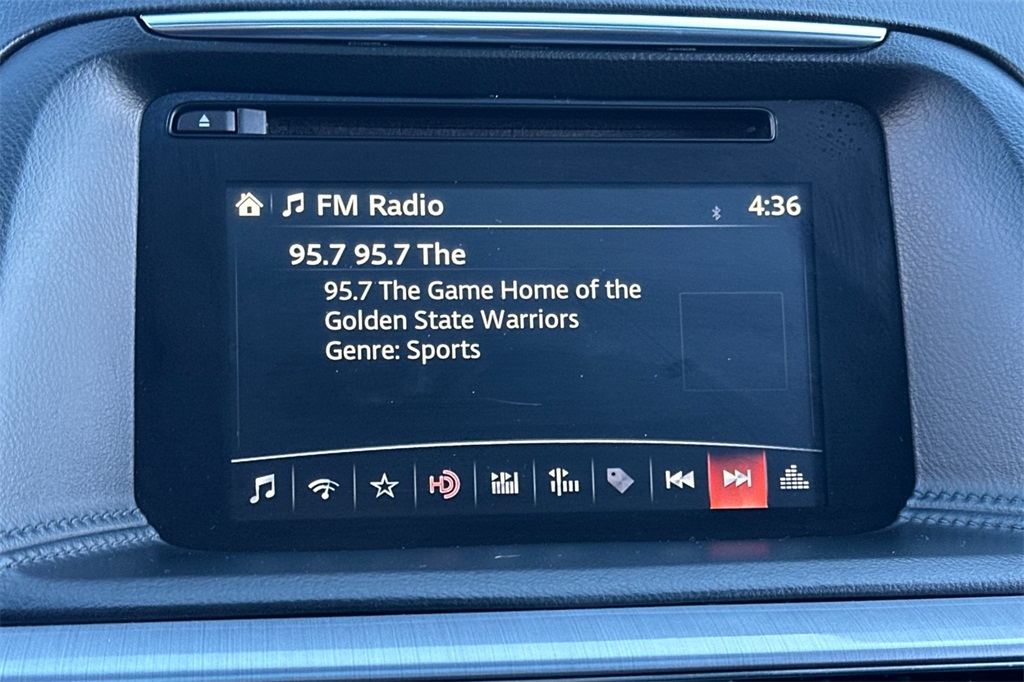 FM Radio
4:36
95.7 95.7 The
95.7 The Game Home of the
Golden State Warriors
Genre: Sports
HD